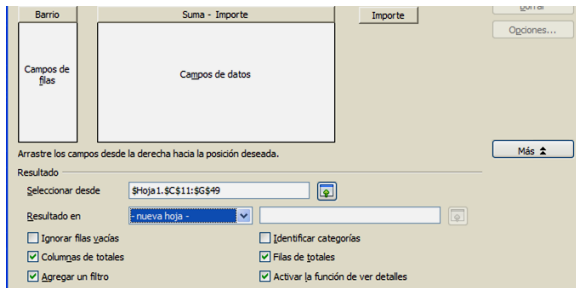 Barrio Suma - Importe Importe
Opciones...
Campos de
filas
Campos de datos
Más
Arrastre los campos desde la derecha hacia la posición deseada.
Resultado
Seleccionar desde $Hoja1.$C$11:$G$49
Resultado en - nueva hoja -
Ignorar filas vacías Identificar categorías
Columnas de totales Filas de totales
Agregar un filtro Activar la función de ver detalles